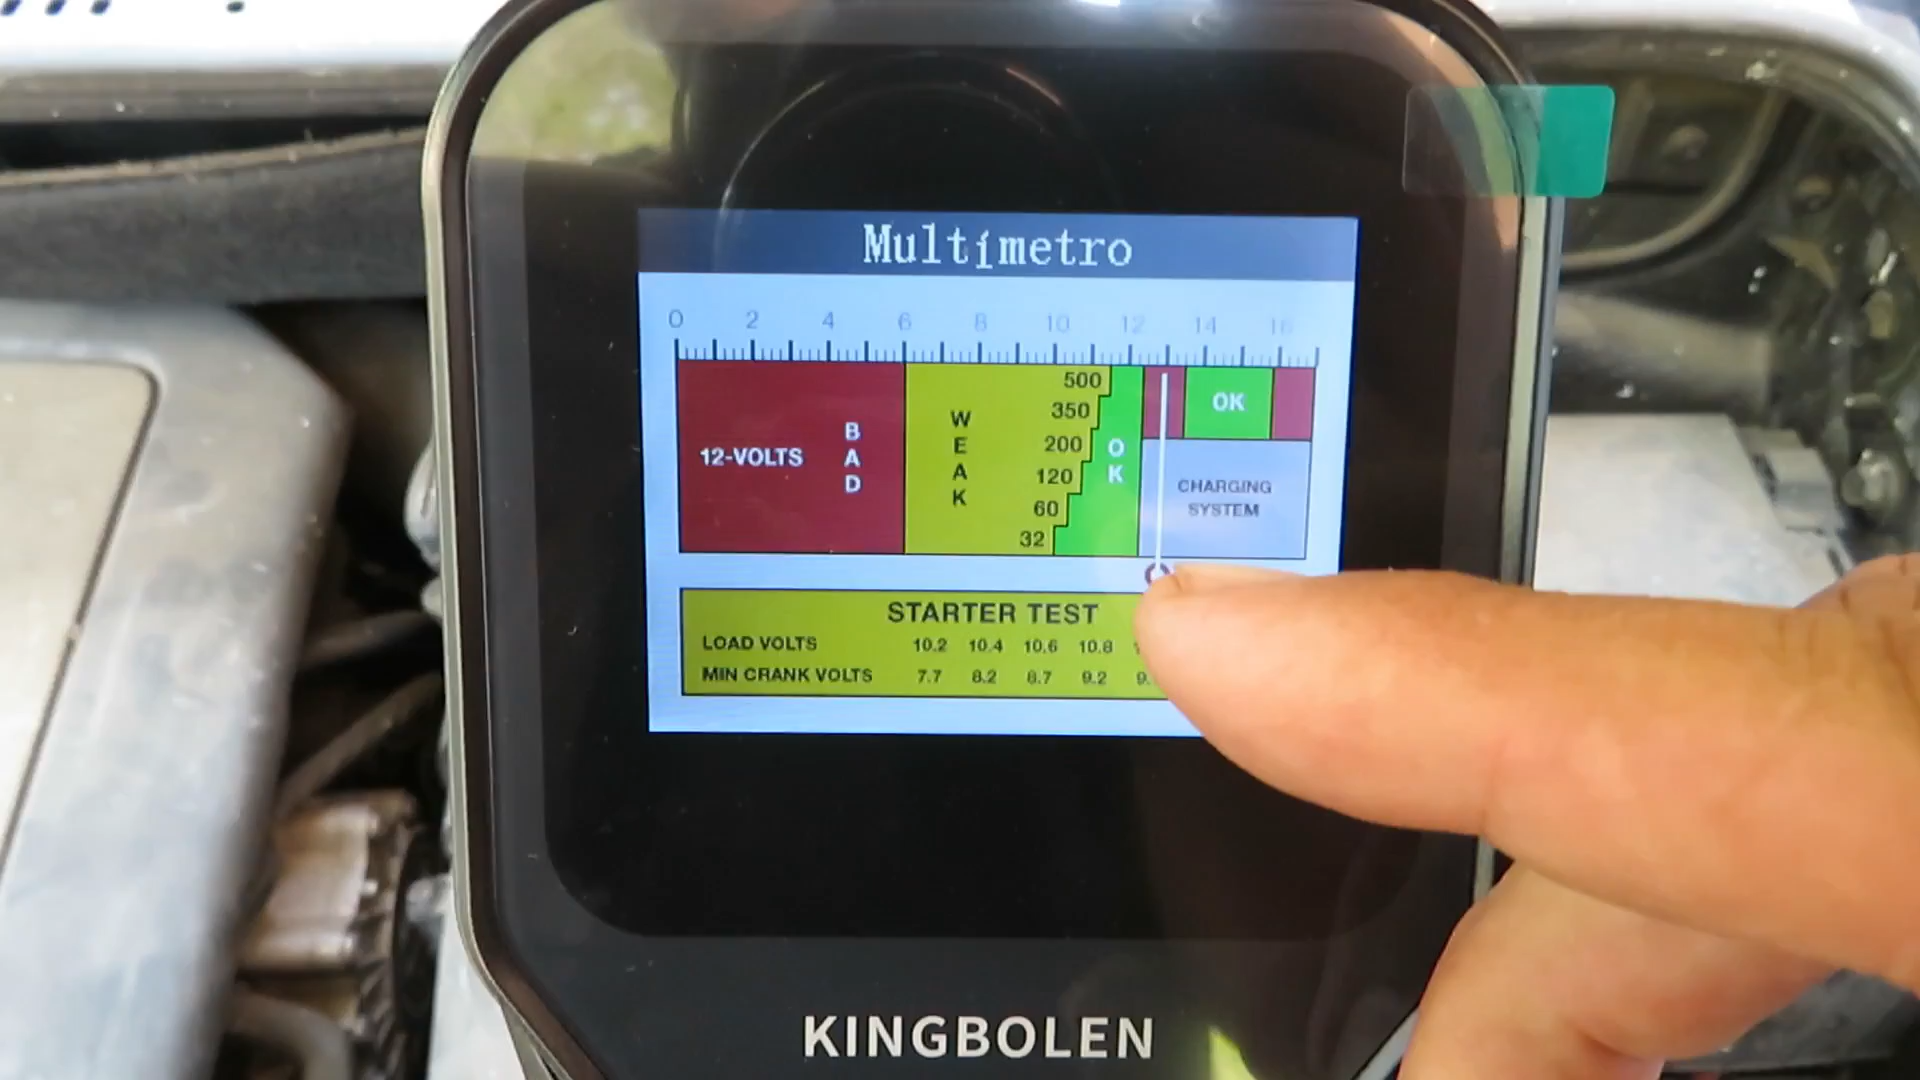 Multímetro
0 2 4 6 8 10 12 14 16
12-VOLTS
BAD
WEAK
500
350
200
120
60
32
OK
OK
CHARGING
SYSTEM
STARTER TEST
LOAD VOLTS 10.2 10.4 10.6 10.8
MIN CRANK VOLTS 7.7 8.2 8.7 9.2
KINGBOLEN